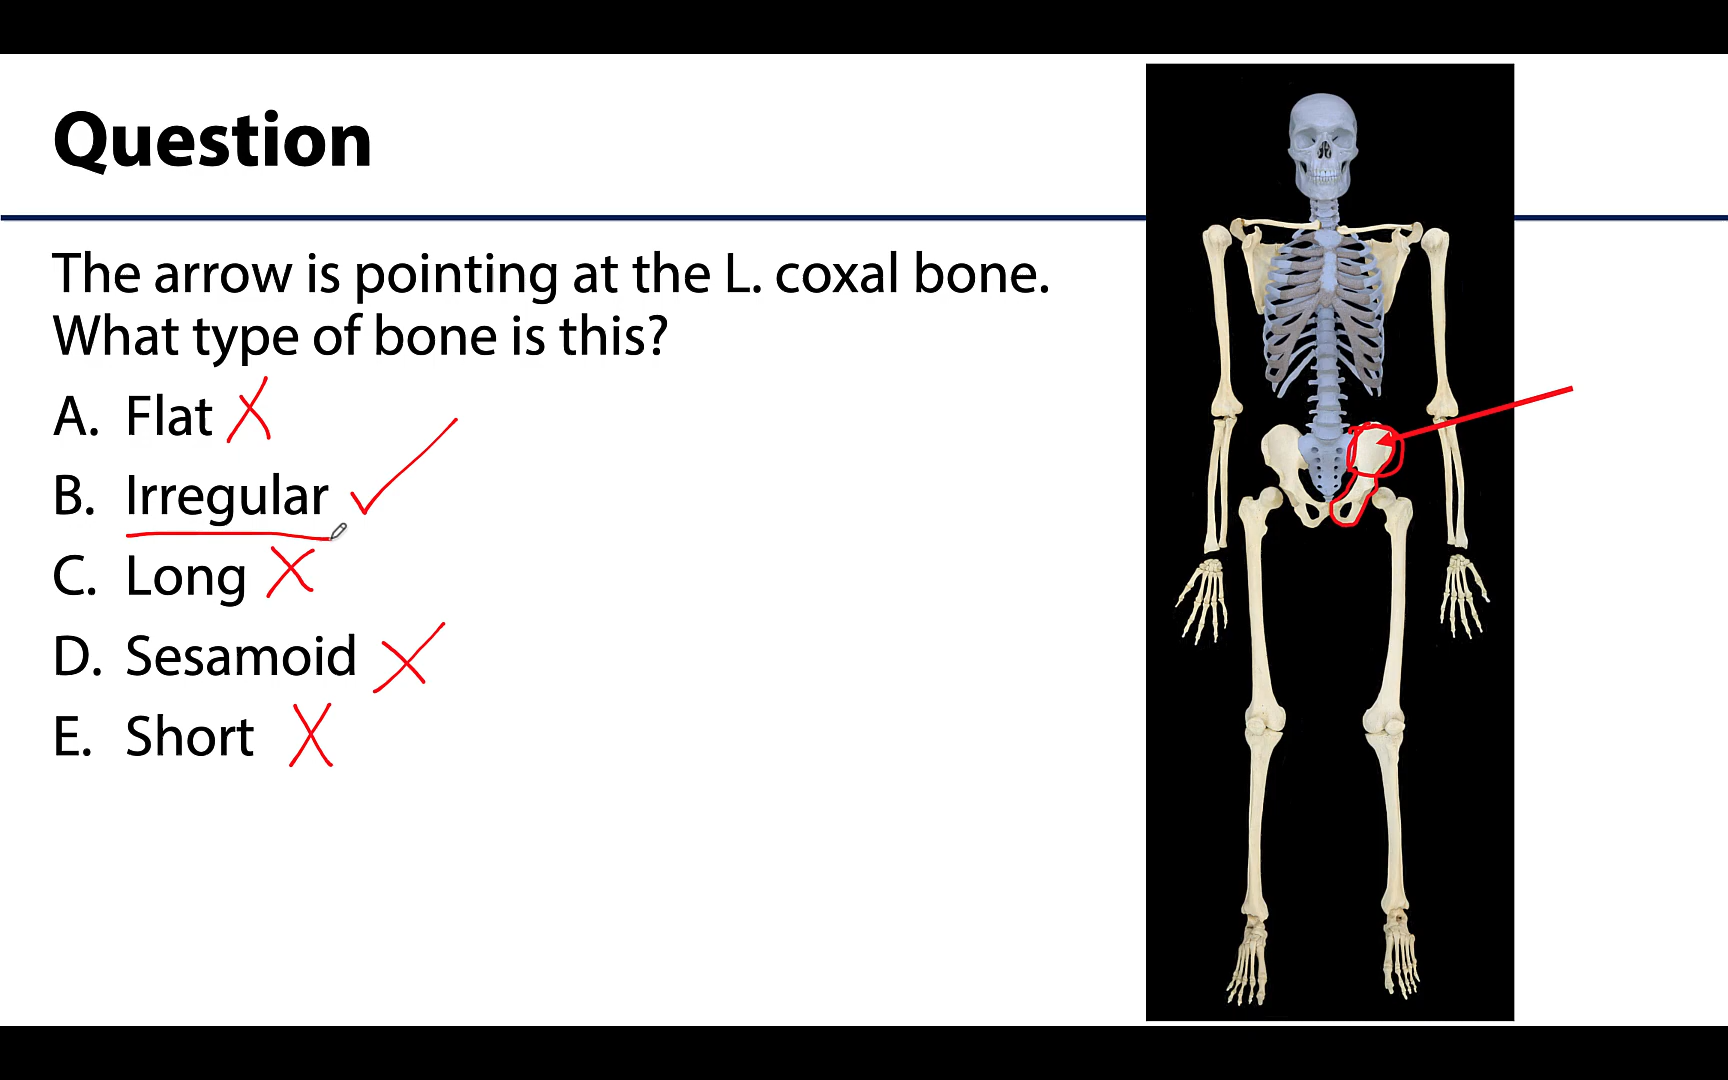 Question
The arrow is pointing at the L. coxal bone.
What type of bone is this?
A. Flat
B. Irregular
C. Long
D. Sesamoid
E. Short